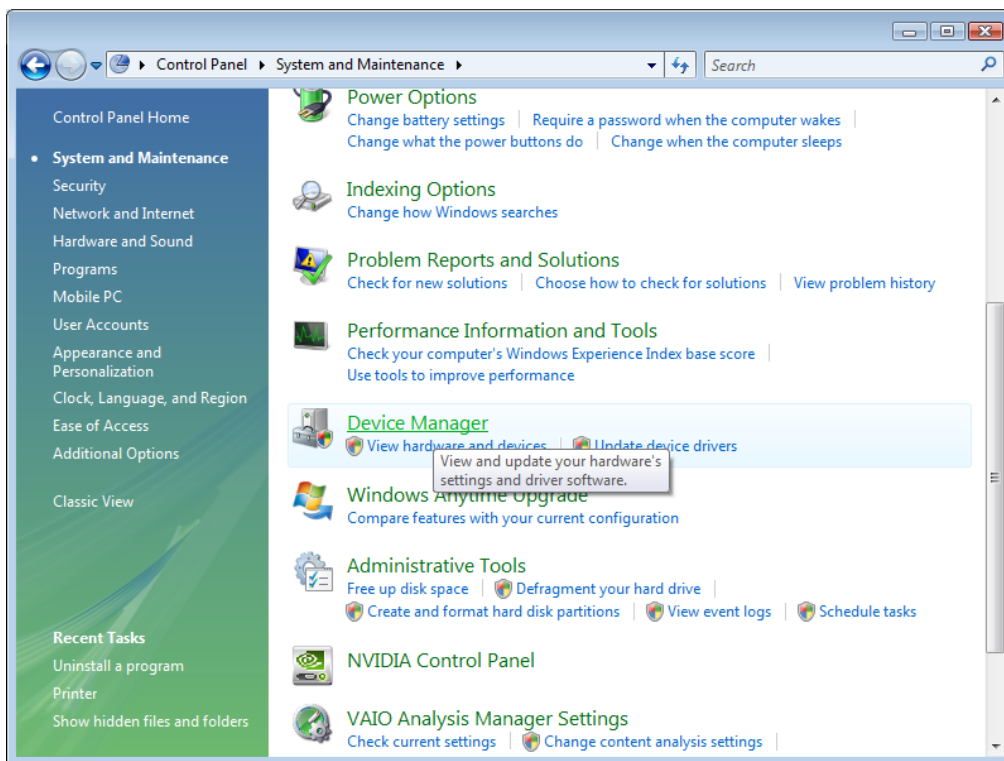 Control Panel System and Maintenance
Search
Control Panel Home
System and Maintenance
Security
Network and Internet
Hardware and Sound
Programs
Mobile PC
User Accounts
Appearance and
Personalization
Clock, Language, and Region
Ease of Access
Additional Options
Classic View
Recent Tasks
Uninstall a program
Printer
Show hidden files and folders
Power Options
Change battery settings Require a password when the computer wakes
Change what the power buttons do Change when the computer sleeps
Indexing Options
Change how Windows searches
Problem Reports and Solutions
Check for new solutions Choose how to check for solutions View problem history
Performance Information and Tools
Check your computer's Windows Experience Index base score
Use tools to improve performance
Device Manager
View hardware and devices Update device drivers
View and update your hardware's
settings and driver software.
Windows Anytime Upgrade
Compare features with your current configuration
Administrative Tools
Free up disk space Defragment your hard drive
Create and format hard disk partitions View event logs Schedule tasks
NVIDIA Control Panel
VAIO Analysis Manager Settings
Check current settings Change content analysis settings